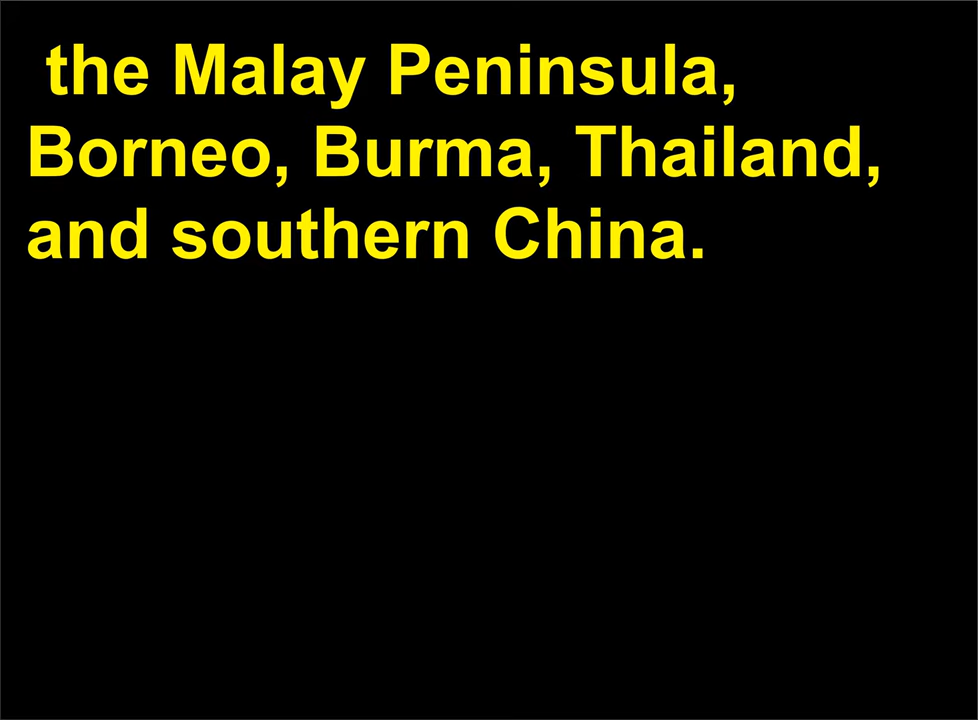 the Malay Peninsula,
Borneo, Burma, Thailand,
and southern China.